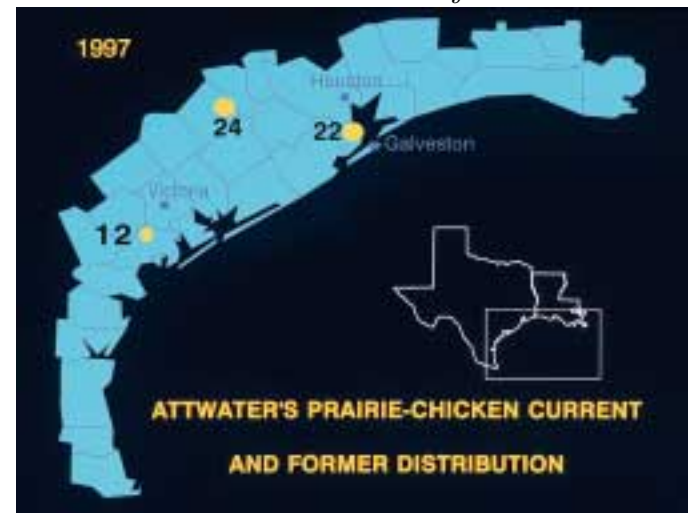 1997
Houston
24
22
Galveston
Victoria
12
ATTWATER'S PRAIRIE-CHICKEN CURRENT
AND FORMER DISTRIBUTION